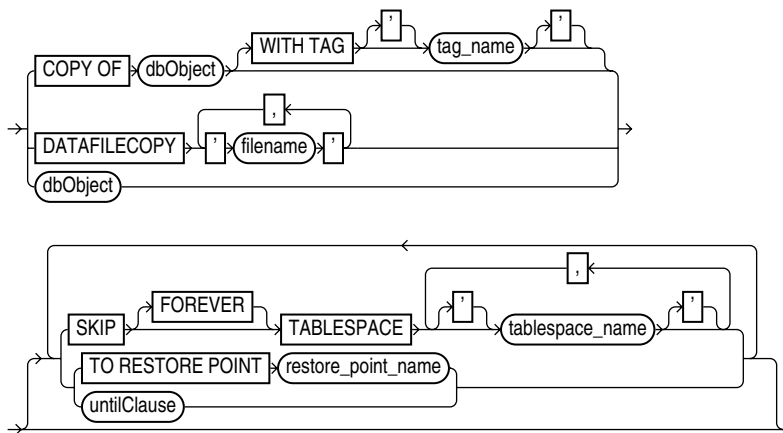 WITH TAG ' tag_name '
COPY OF dbObject
,
DATAFILECOPY ' filename '
dbObject
,
FOREVER ' '
SKIP TABLESPACE tablespace_name
TO RESTORE POINT restore_point_name
untilClause